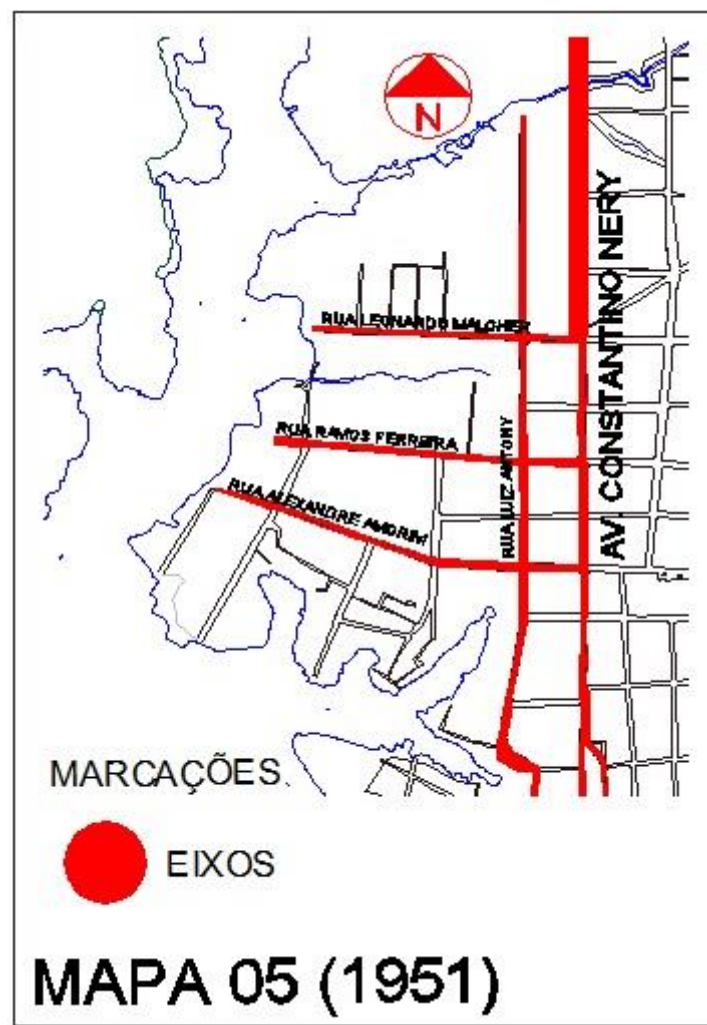 N
AV. CONSTANTINO NERY
RUA LEONARDO MALCHER
RUA RAMOS FERREIRA
RUA LUIZ ANTONY
RUA ALEXANDRE AMORIM
MARCAÇÕES
EIXOS
MAPA 05 (1951)